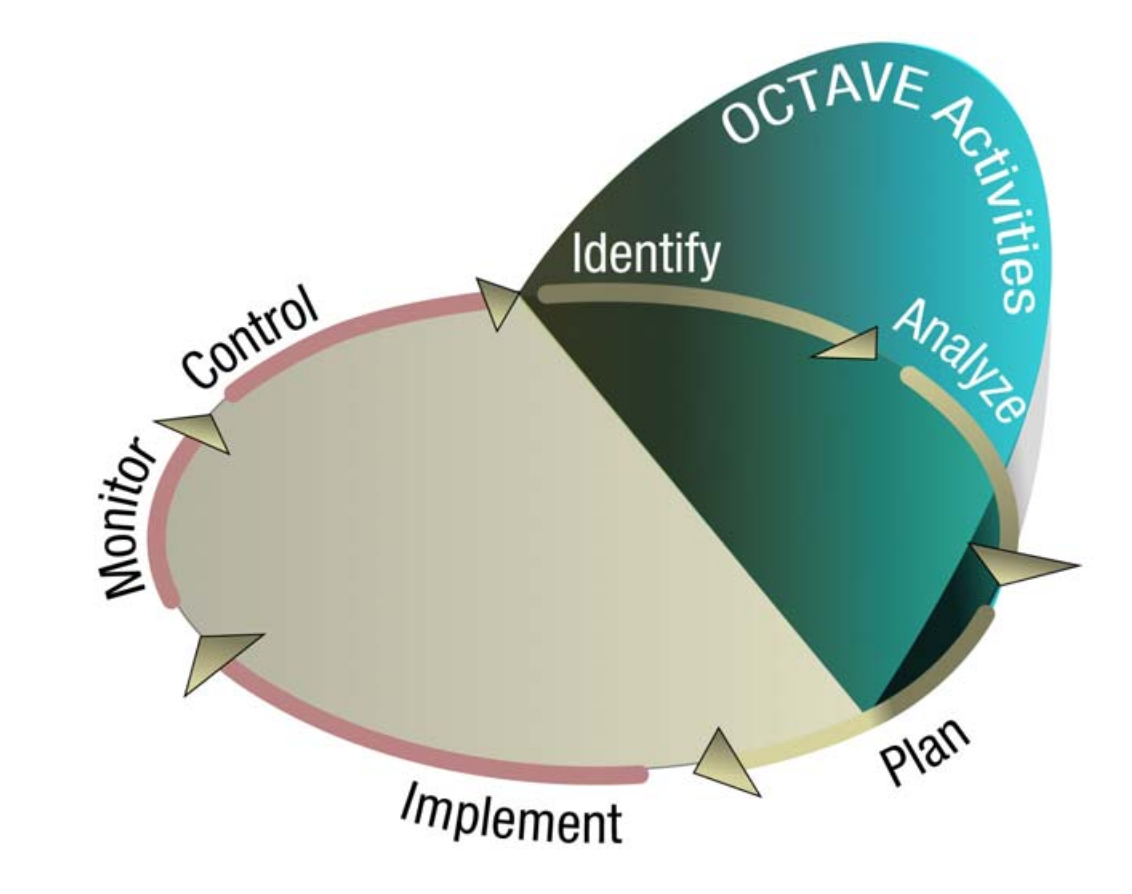 OCTAVE Activities
Identify
Analyze
Plan
Implement
Monitor
Control